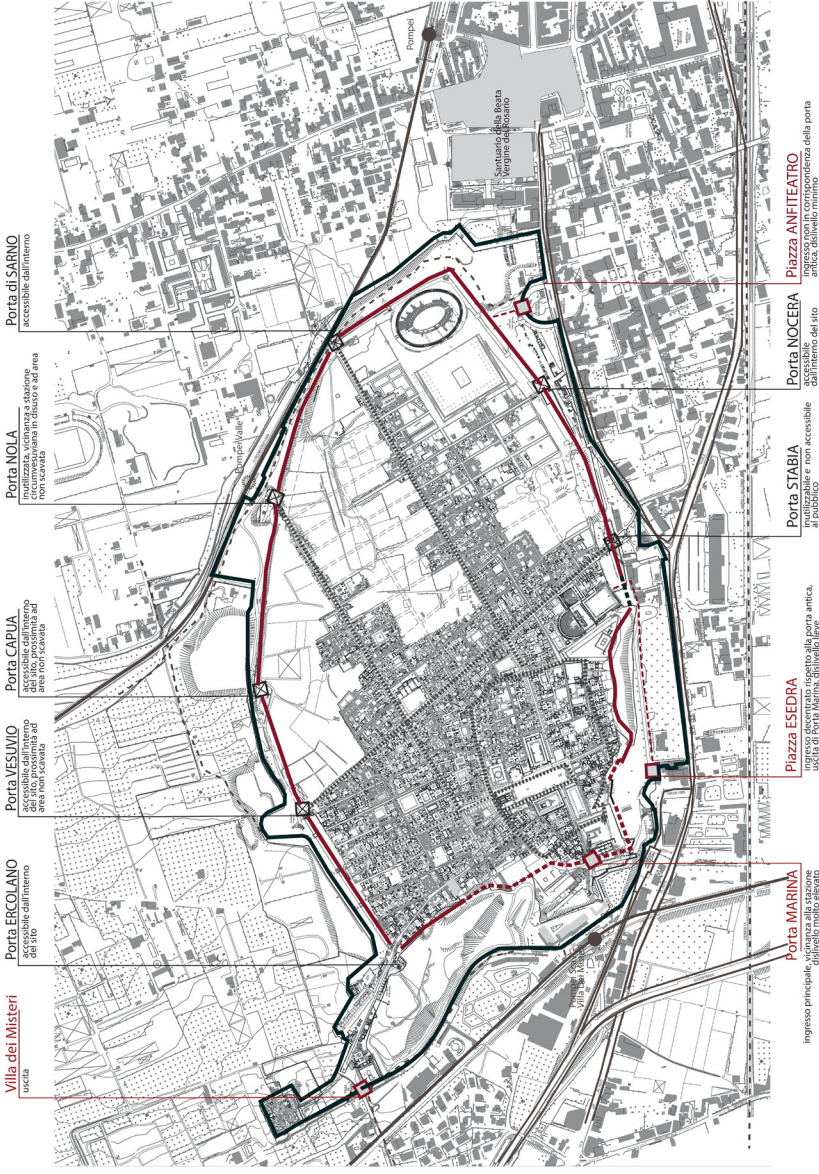 Villa dei Misteri
uscita
Porta ERCOLANO
accessibile dall'interno
del sito
Porta VESUVIO
accessibile dall'interno
del sito, prossimità ad
area non scavata
Porta CAPUA
accessibile dall'interno
del sito, prossimità ad
area non scavata
Porta NOLA
inutilizzata, vicinanza a stazione
circumvesuviana in disuso e ad area
non scavata
Porta di SARNO
accessibile dall'interno
Pompei Valle
Pompei
Santuario della Beata
Vergine del Rosario
Villa dei Misteri
Porta MARINA
ingresso principale, vicinanza alla stazione
dislivello molto elevato
Piazza ESEDRA
ingresso decentrato rispetto alla porta antica,
uscita di Porta Marina, dislivello lieve
Porta STABIA
inutilizzabile e non accessibile
al pubblico
Porta NOCERA
accessibile
dall'interno del sito
Piazza ANFITEATRO
ingresso non in corrispondenza della porta
antica, dislivello minimo